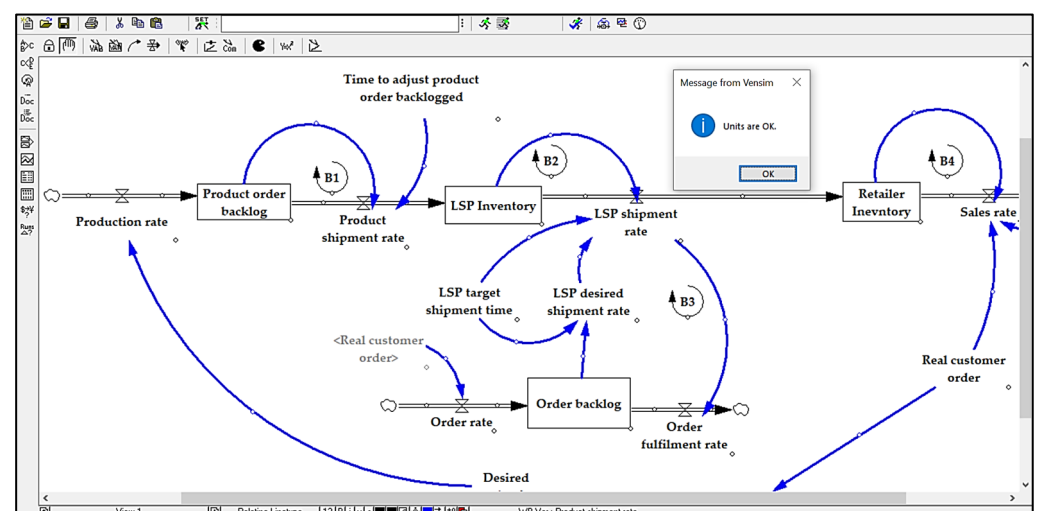 SET
Message from Vensim
Units are OK.
OK
Time to adjust product
order backlogged
B1
B2
B4
Product order
backlog
LSP Inventory
Retailer
Inevntory
Production rate
Product
shipment rate
LSP shipment
rate
Sales rate
LSP target
shipment time
LSP desired
shipment rate
B3
<Real customer
order>
Real customer
order
Order backlog
Order rate
Order
fulfilment rate
Desired
Doc
Doc
View 1